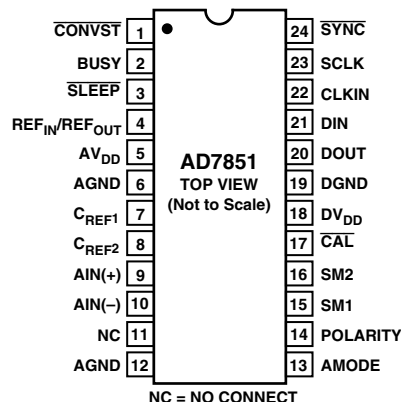 CONVST 1
BUSY 2
SLEEP 3
REFIN/REFOUT 4
AVDD 5
AGND 6
CREF1 7
CREF2 8
AIN(+) 9
AIN(–) 10
NC 11
AGND 12
AD7851
TOP VIEW
(Not to Scale)
24 SYNC
23 SCLK
22 CLKIN
21 DIN
20 DOUT
19 DGND
18 DVDD
17 CAL
16 SM2
15 SM1
14 POLARITY
13 AMODE
NC = NO CONNECT